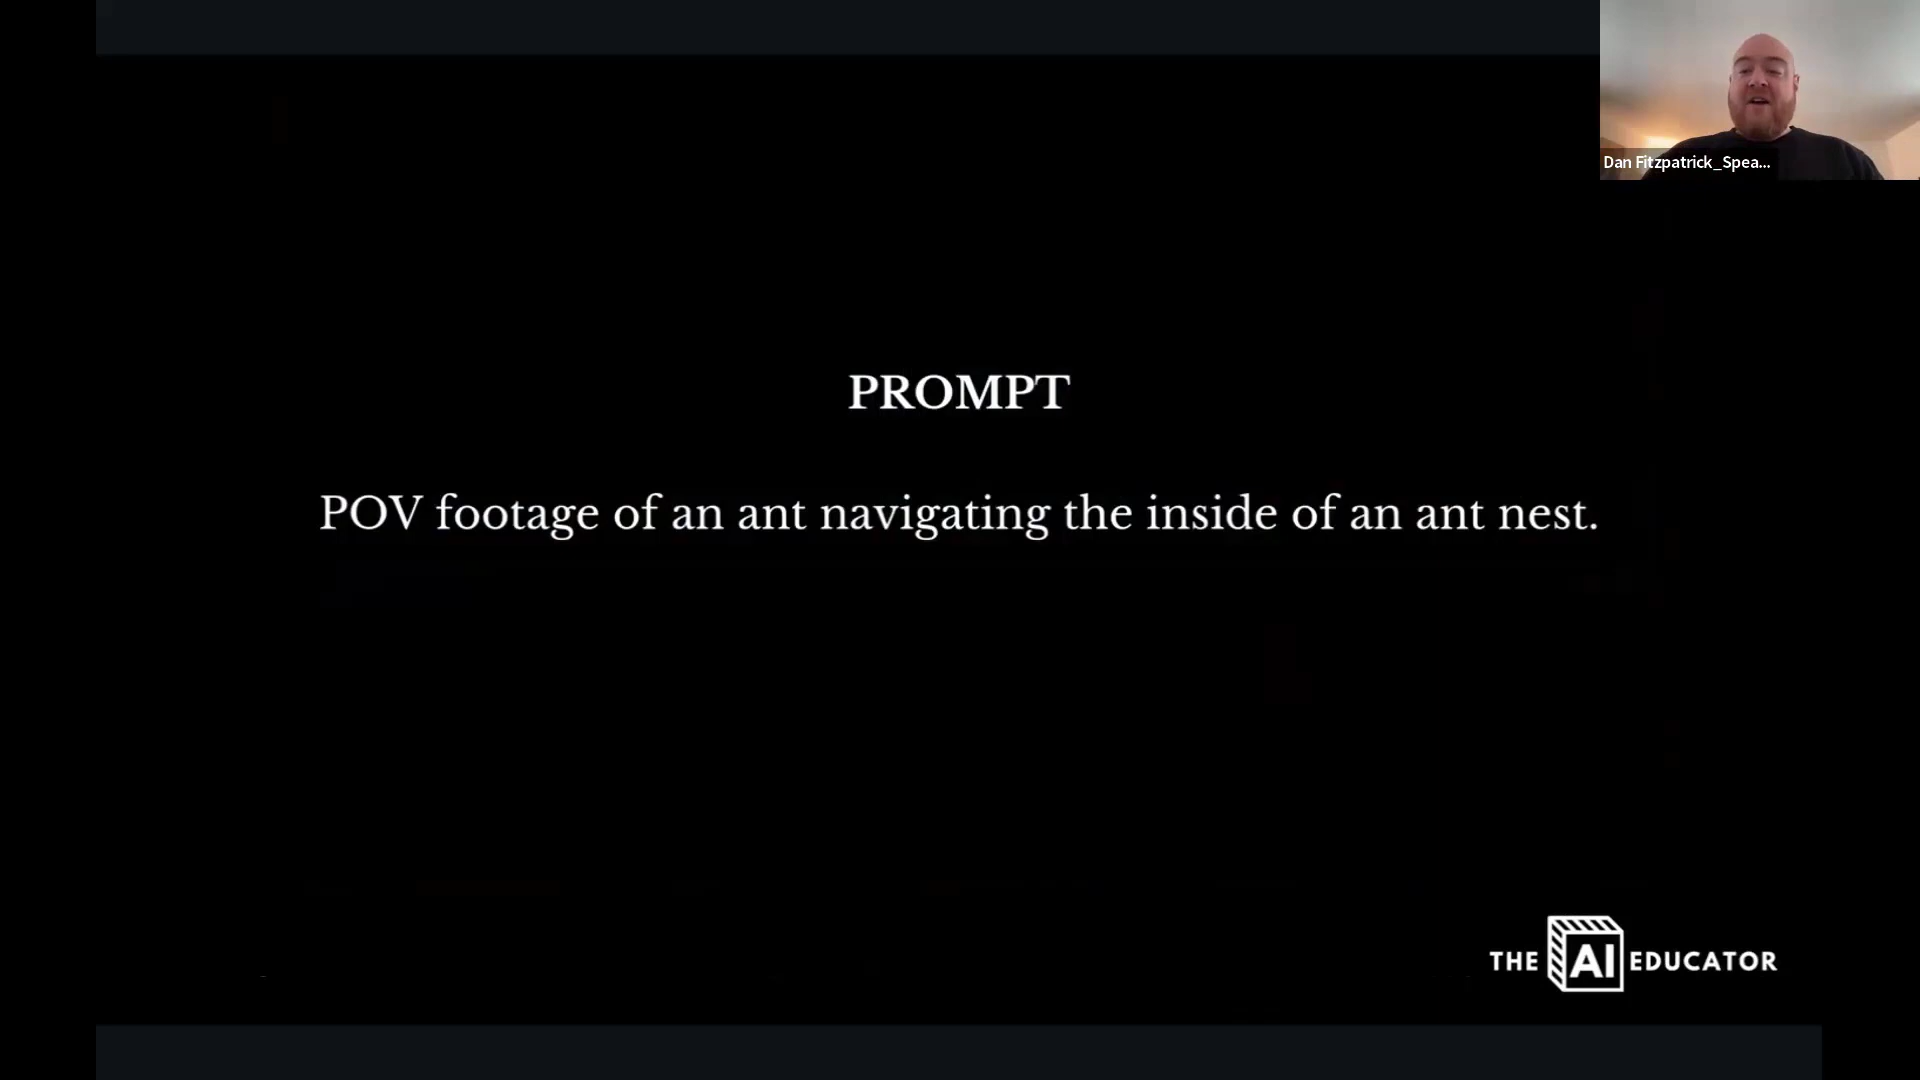 Dan Fitzpatrick_Spea...
PROMPT
POV footage of an ant navigating the inside of an ant nest.
THE AI EDUCATOR